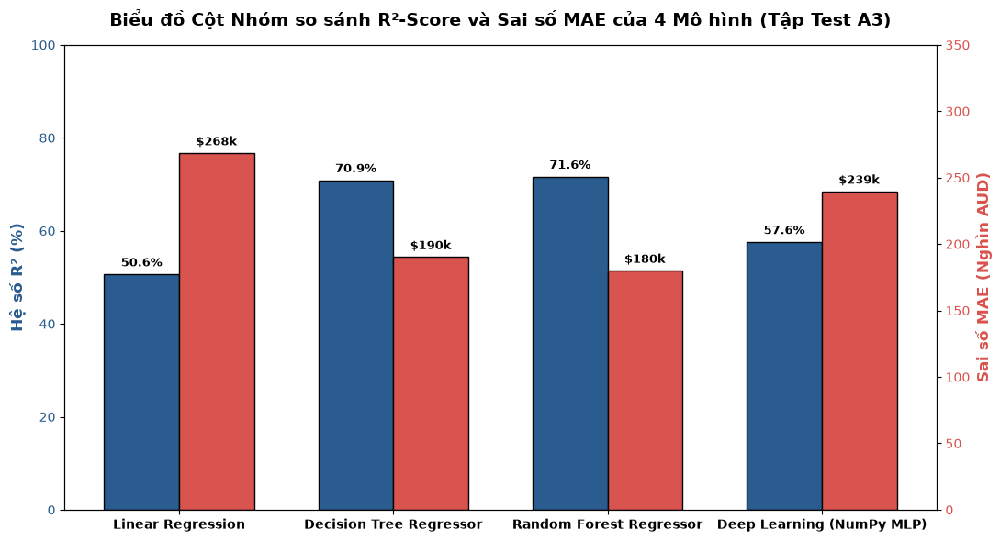 Biểu đồ Cột Nhóm so sánh R²-Score và Sai số MAE của 4 Mô hình (Tập Test A3)
Hệ số R² (%)
100
80
60
40
20
0
50.6%
$268k
70.9%
$190k
71.6%
$180k
57.6%
$239k
350
300
250
200
150
100
50
0
Sai số MAE (Nghìn AUD)
Linear Regression
Decision Tree Regressor
Random Forest Regressor
Deep Learning (NumPy MLP)